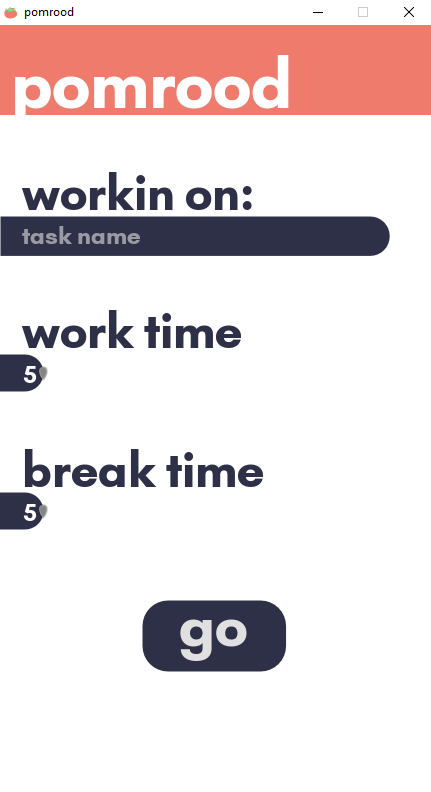 pomrood
pomrood
workin on:
task name
work time
5
break time
5
go